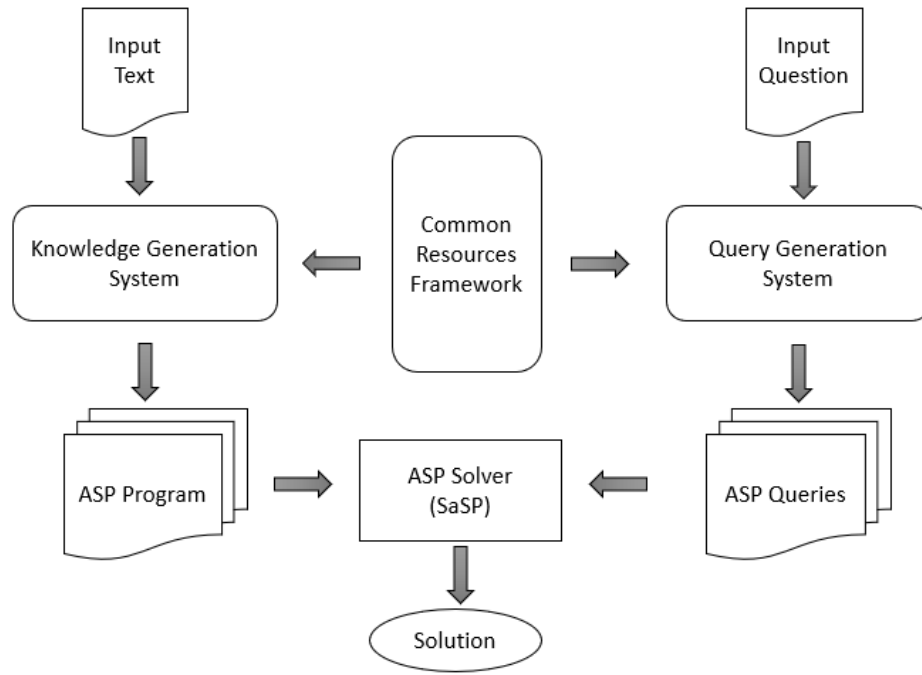 Input
Text
Input
Question
Knowledge Generation
System
Common
Resources
Framework
Query Generation
System
ASP Program
ASP Solver
(SaSP)
ASP Queries
Solution